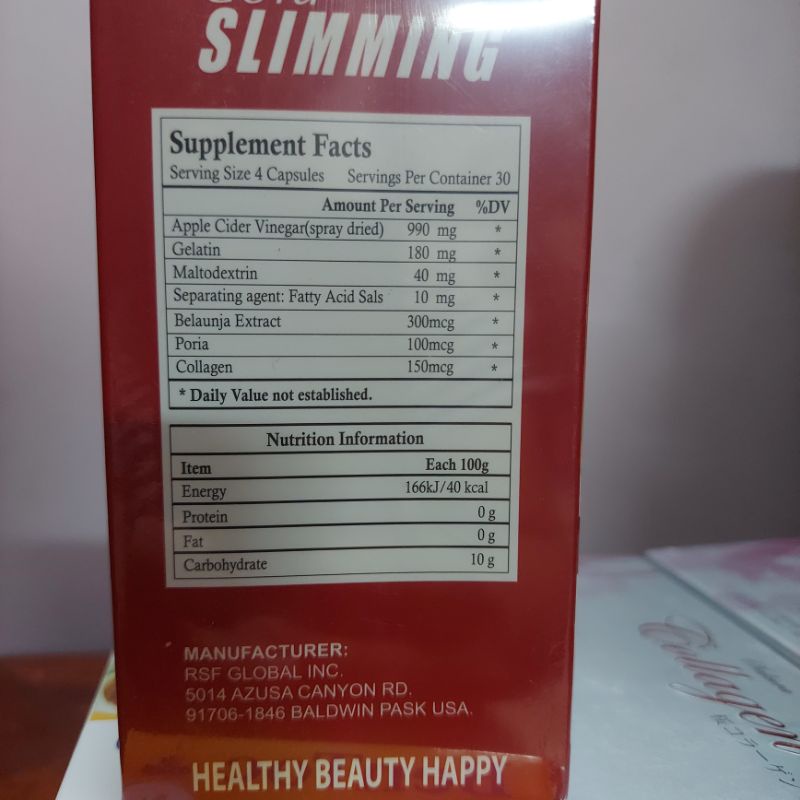 SLIMMING
Supplement Facts
Serving Size 4 Capsules Servings Per Container 30
Amount Per Serving %DV
Apple Cider Vinegar(spray dried) 990 mg *
Gelatin 180 mg *
Maltodextrin 40 mg *
Separating agent: Fatty Acid Sals 10 mg *
Belaunja Extract 300mcg *
Poria 100mcg *
Collagen 150mcg *
* Daily Value not established.
Nutrition Information
Item Each 100g
Energy 166kJ/40 kcal
Protein 0 g
Fat 0 g
Carbohydrate 10 g
MANUFACTURER:
RSF GLOBAL INC.
5014 AZUSA CANYON RD.
91706-1846 BALDWIN PASK USA.
HEALTHY BEAUTY HAPPY
Collagen